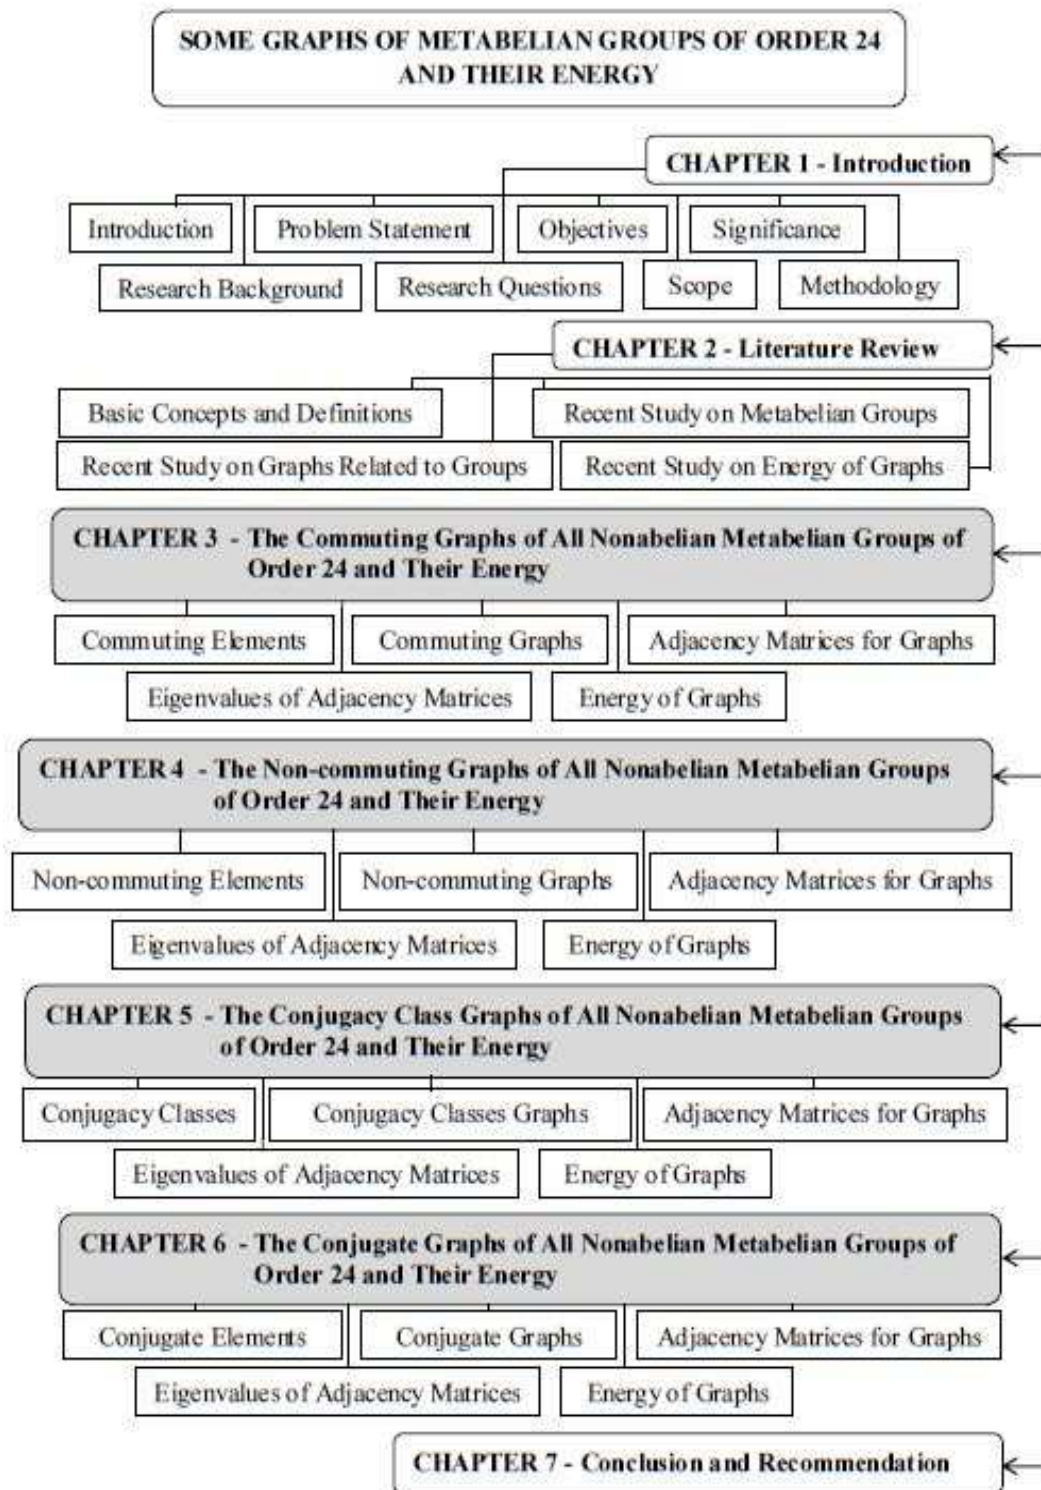 SOME GRAPHS OF METABELIAN GROUPS OF ORDER 24
AND THEIR ENERGY
CHAPTER 1 - Introduction
Introduction
Problem Statement
Objectives
Significance
Research Background
Research Questions
Scope
Methodology
CHAPTER 2 - Literature Review
Basic Concepts and Definitions
Recent Study on Metabelian Groups
Recent Study on Graphs Related to Groups
Recent Study on Energy of Graphs
CHAPTER 3 - The Commuting Graphs of All Nonabelian Metabelian Groups of
Order 24 and Their Energy
Commuting Elements
Commuting Graphs
Adjacency Matrices for Graphs
Eigenvalues of Adjacency Matrices
Energy of Graphs
CHAPTER 4 - The Non-commuting Graphs of All Nonabelian Metabelian Groups
of Order 24 and Their Energy
Non-commuting Elements
Non-commuting Graphs
Adjacency Matrices for Graphs
Eigenvalues of Adjacency Matrices
Energy of Graphs
CHAPTER 5 - The Conjugacy Class Graphs of All Nonabelian Metabelian Groups
of Order 24 and Their Energy
Conjugacy Classes
Conjugacy Classes Graphs
Adjacency Matrices for Graphs
Eigenvalues of Adjacency Matrices
Energy of Graphs
CHAPTER 6 - The Conjugate Graphs of All Nonabelian Metabelian Groups of
Order 24 and Their Energy
Conjugate Elements
Conjugate Graphs
Adjacency Matrices for Graphs
Eigenvalues of Adjacency Matrices
Energy of Graphs
CHAPTER 7 - Conclusion and Recommendation